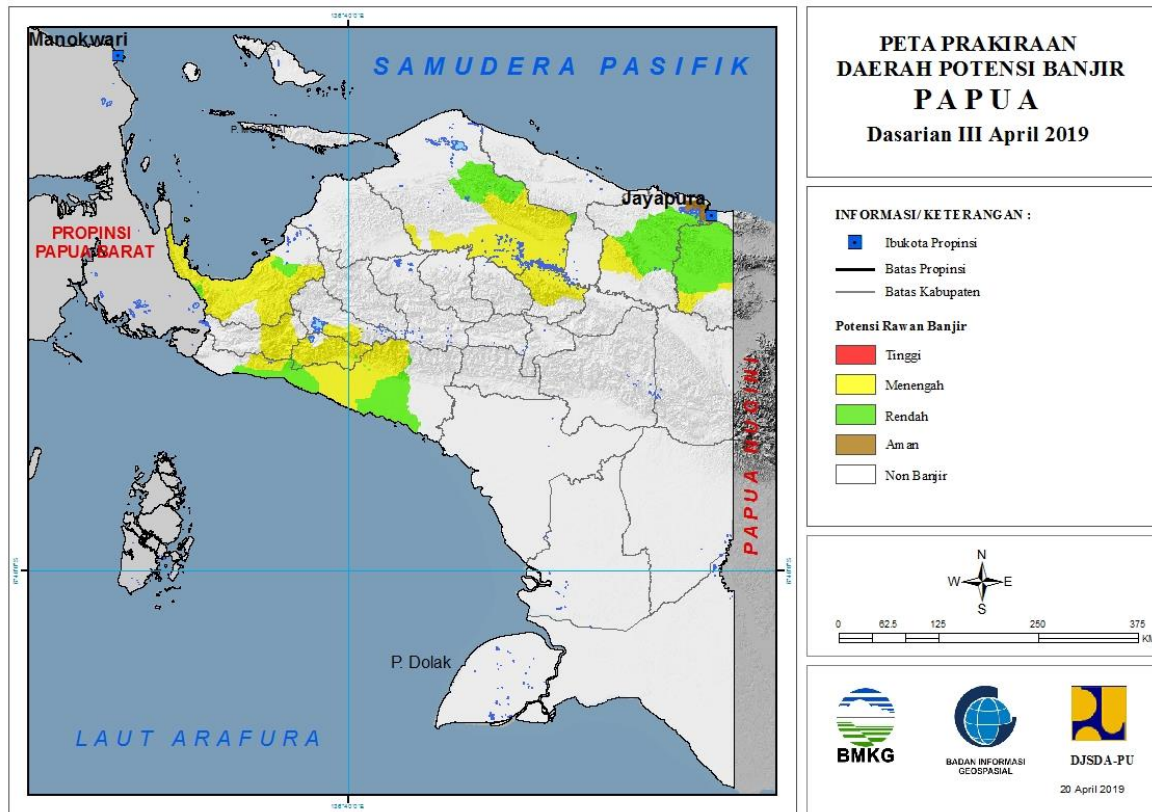 Manokwari
SAMUDERA PASIFIK
Jayapura
PROPINSI
PAPUA BARAT
PAPUA NUGINI
P. Dolak
LAUT ARAFURA
PETA PRAKIRAAN
DAERAH POTENSI BANJIR
PAPUA
Dasarian III April 2019
INFORMASI/ KETERANGAN :
Ibukota Propinsi
Batas Propinsi
Batas Kabupaten
Potensi Rawan Banjir
Tinggi
Menengah
Rendah
Aman
Non Banjir
N
W E
S
0 62.5 125 250 375
KM
BMKG
BADAN INFORMASI
GEOSPASIAL
DJSDA-PU
20 April 2019